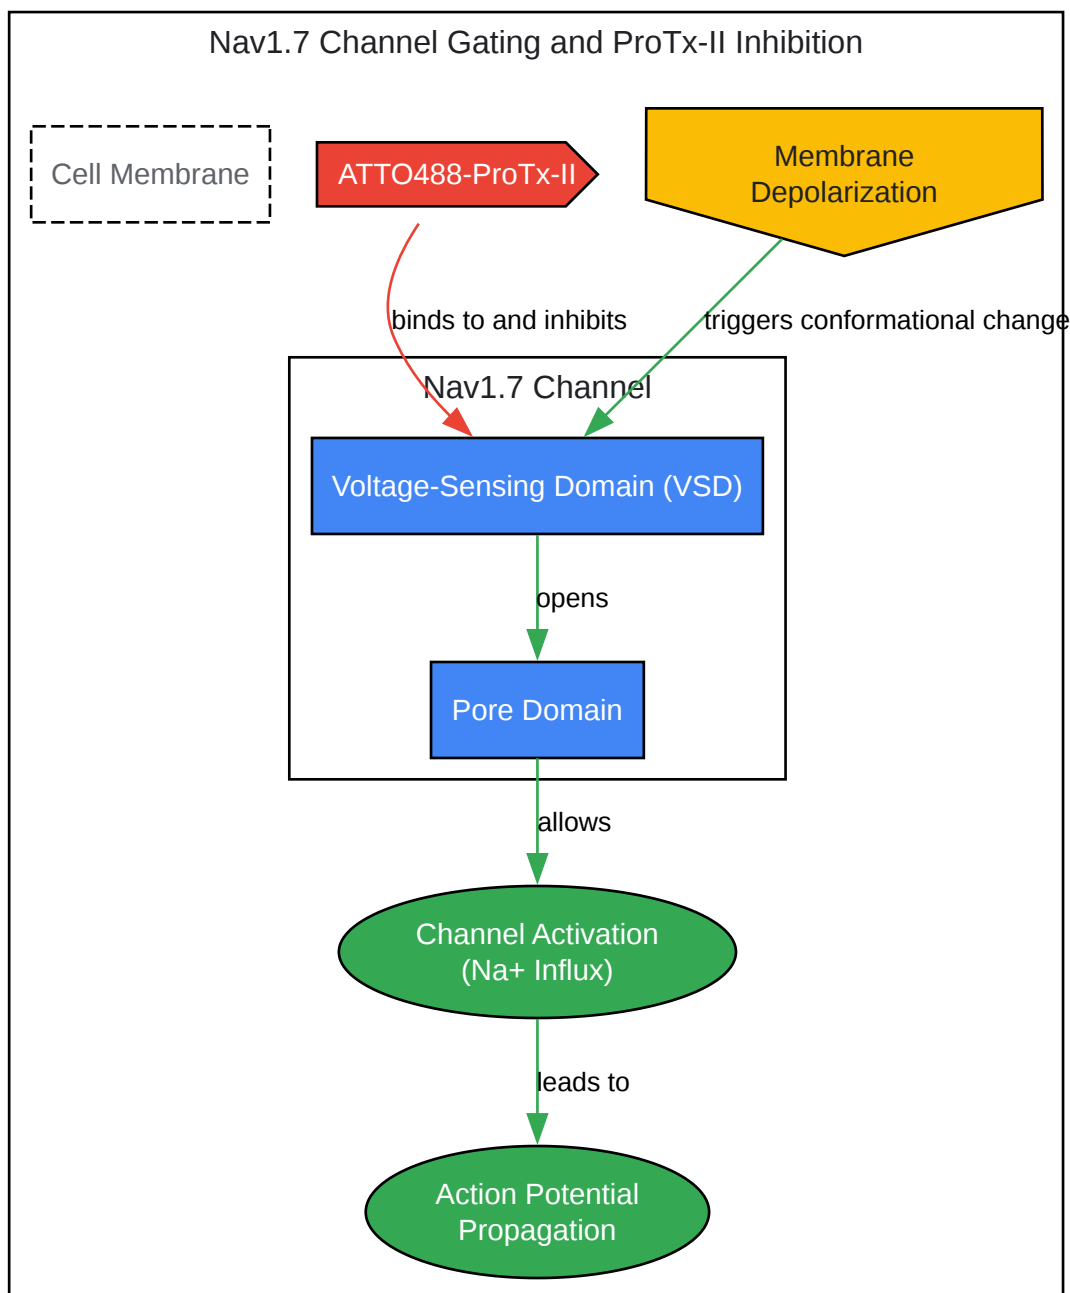 Nav1.7 Channel Gating and ProTx-II Inhibition
Cell Membrane
ATTO488-ProTx-II
Membrane
Depolarization
binds to and inhibits
triggers conformational change
Nav1.7 Channel
Voltage-Sensing Domain (VSD)
opens
Pore Domain
allows
Channel Activation
(Na+ Influx)
leads to
Action Potential
Propagation